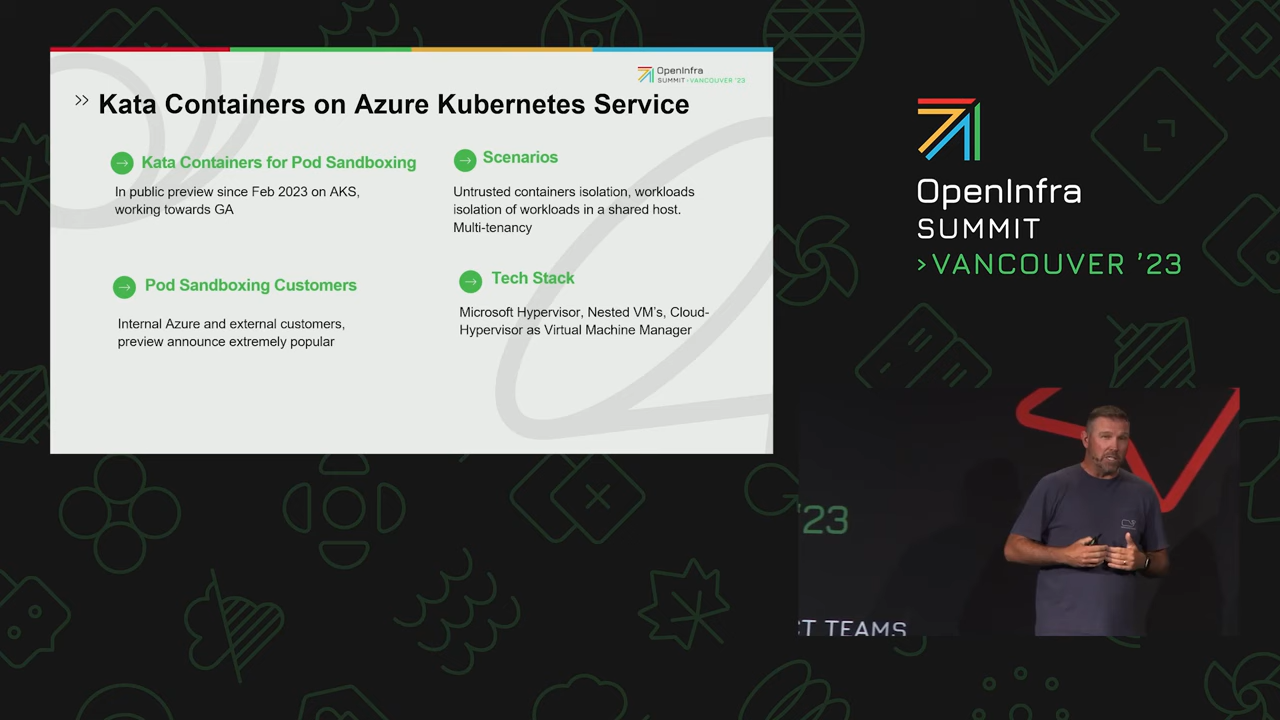 OpenInfra
SUMMIT ›VANCOUVER '23
Kata Containers on Azure Kubernetes Service
Kata Containers for Pod Sandboxing
In public preview since Feb 2023 on AKS,
working towards GA
Scenarios
Untrusted containers isolation, workloads
isolation of workloads in a shared host.
Multi-tenancy
Pod Sandboxing Customers
Internal Azure and external customers,
preview announce extremely popular
Tech Stack
Microsoft Hypervisor, Nested VM's, Cloud-
Hypervisor as Virtual Machine Manager
OpenInfra
SUMMIT
›VANCOUVER '23
'23
CT TEAMS